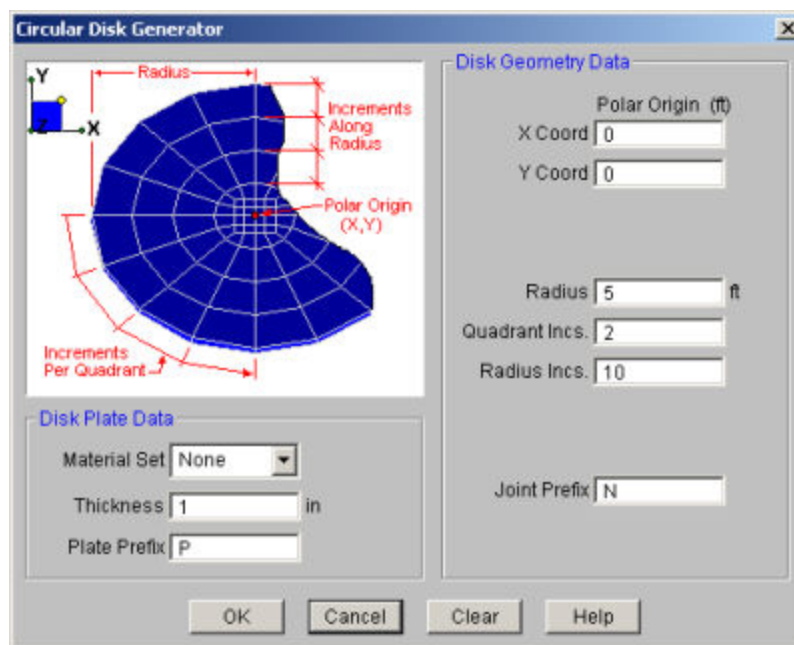 Circular Disk Generator
Y
Z
X
Radius
Increments
Along
Radius
Polar Origin
(X,Y)
Increments
Per Quadrant
Disk Plate Data
Material Set None
Thickness 1 in
Plate Prefix P
Disk Geometry Data
Polar Origin (ft)
X Coord 0
Y Coord 0
Radius 5 ft
Quadrant Incs. 2
Radius Incs. 10
Joint Prefix N
OK Cancel Clear Help